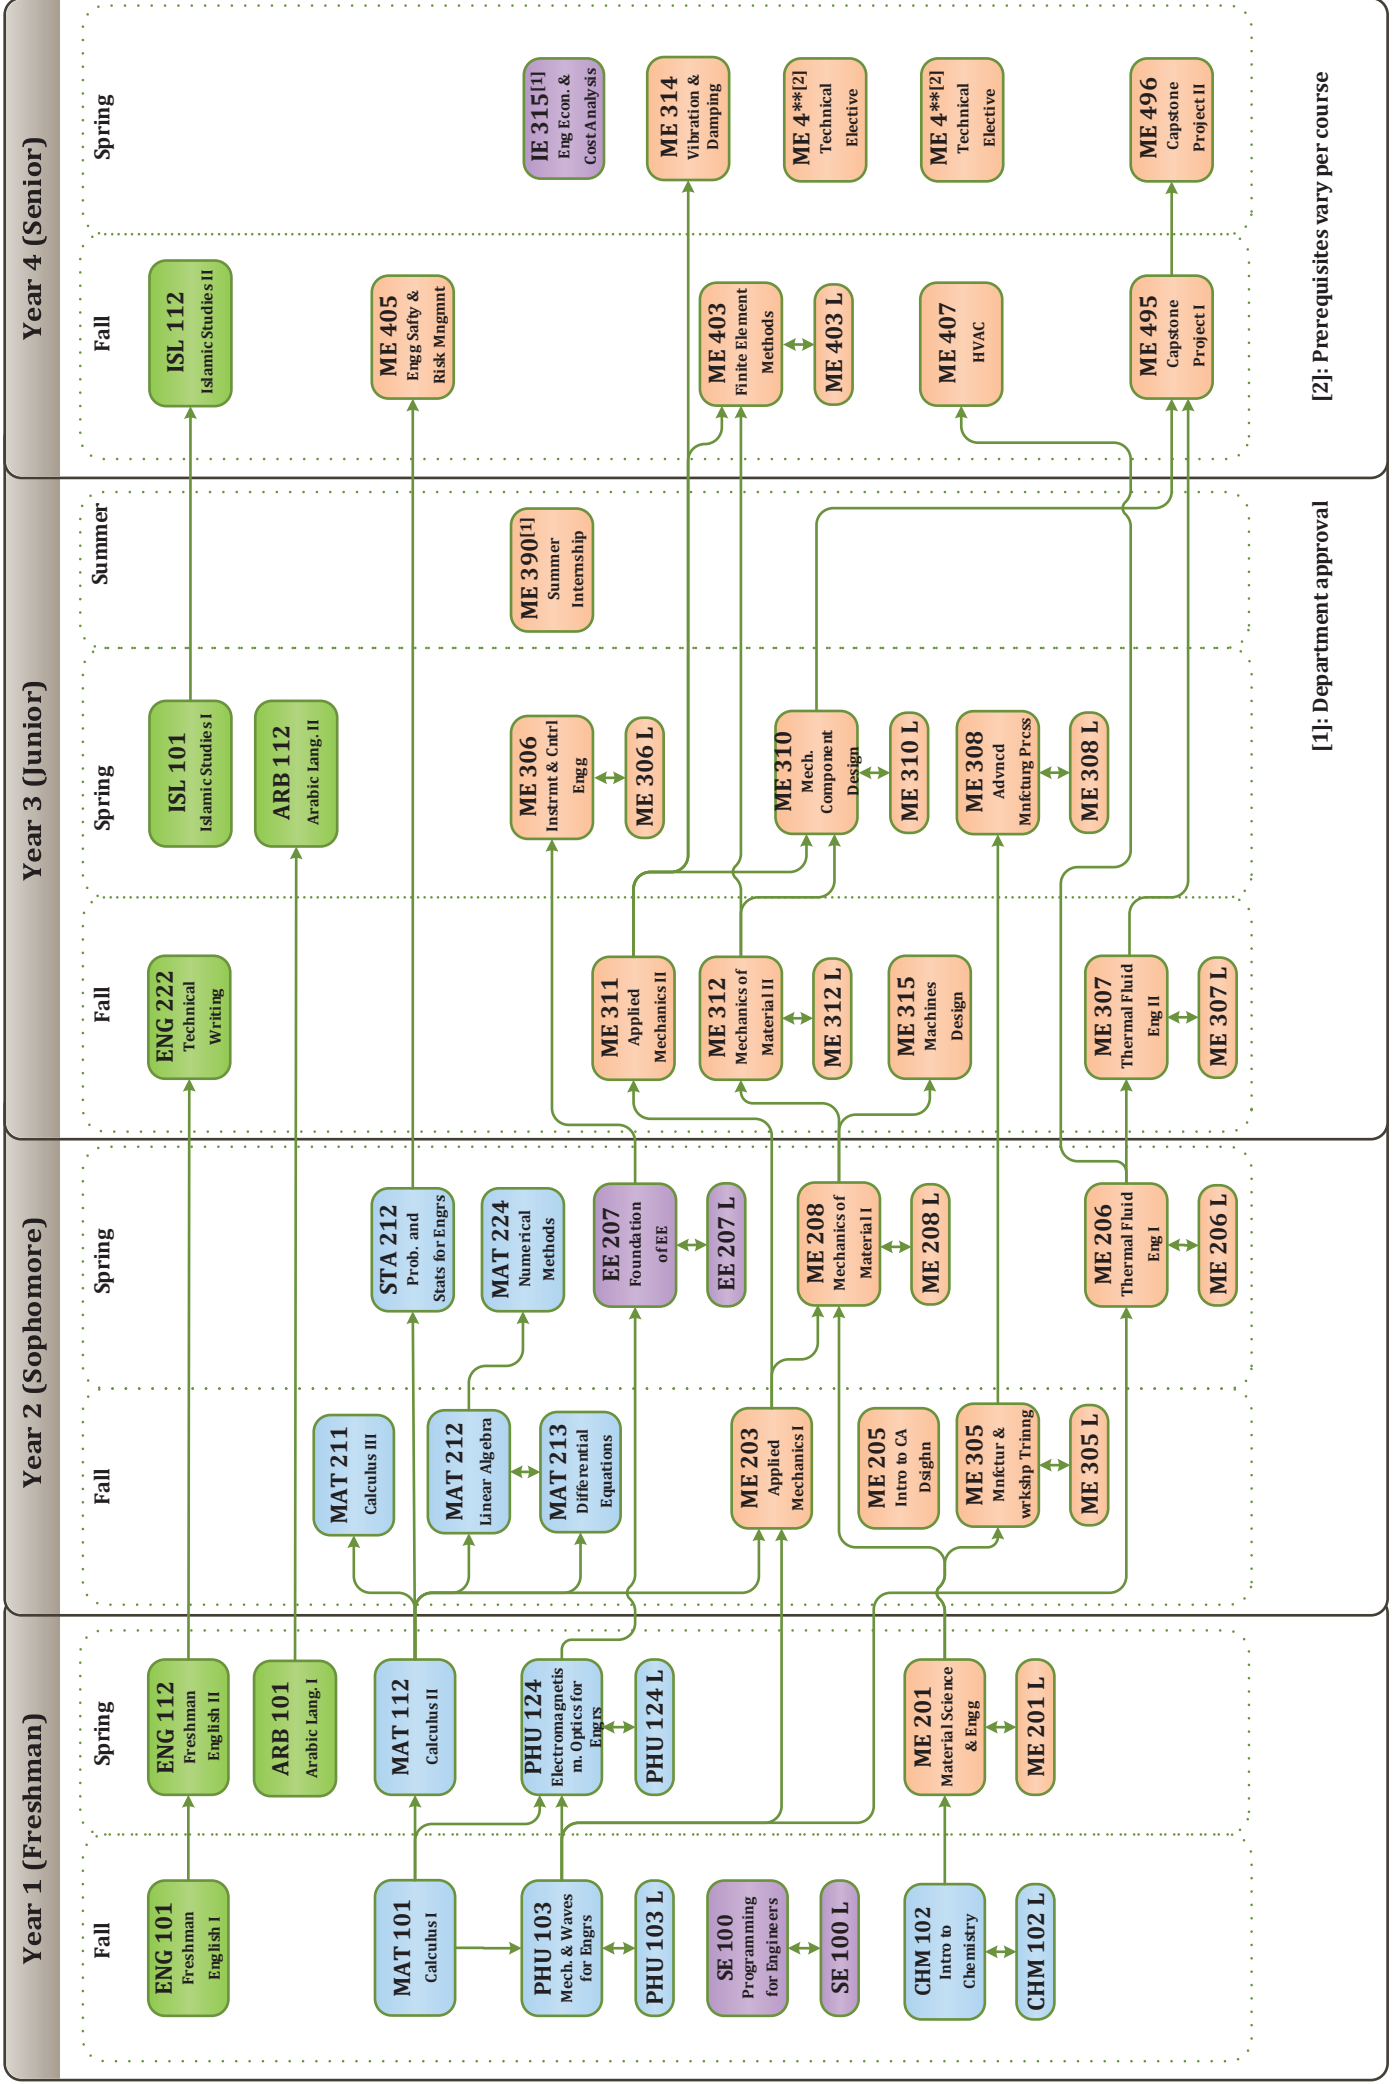 Year 1 (Freshman)
Fall
ENG 101
Freshman
English I
MAT 101
Calculus I
PHU 103
Mech. & Waves
for Engrs
PHU 103 L
SE 100
Programming
for Engineers
SE 100 L
CHM 102
Intro to
Chemistry
CHM 102 L
Spring
ENG 112
Freshman
English II
ARB 101
Arabic Lang. I
MAT 112
Calculus II
PHU 124
Electromagnetis
m. Optics for
Engrs
PHU 124 L
ME 201
Material Science
& Engg
ME 201 L
Year 2 (Sophomore)
Fall
MAT 211
Calculus III
MAT 212
Linear Algebra
MAT 213
Differential
Equations
ME 203
Applied
Mechanics I
ME 205
Intro to CA
Dsighn
ME 305
Mnfctur &
wrkshp Trinng
ME 305 L
Spring
STA 212
Prob. and
Stats for Engrs
MAT 224
Numerical
Methods
EE 207
Foundation
of EE
EE 207 L
ME 208
Mechanics of
Material I
ME 208 L
ME 206
Thermal Fluid
Eng I
ME 206 L
Year 3 (Junior)
Fall
ENG 222
Technical
Writing
ME 311
Applied
Mechanics II
ME 312
Mechanics of
Material II
ME 312 L
ME 315
Machines
Design
ME 307
Thermal Fluid
Eng II
ME 307 L
Spring
ISL 101
Islamic Studies I
ARB 112
Arabic Lang. II
ME 306
Instrmt & Cntrl
Engg
ME 306 L
ME 310
Mech.
Component
Design
ME 310 L
ME 308
Advncd
Mnfcturg Prcss
ME 308 L
Summer
ME 390[1]
Summer
Internship
[1]: Department approval
Year 4 (Senior)
Fall
ISL 112
Islamic Studies II
ME 405
Engg Safty &
Risk Mngmnt
ME 403
Finite Element
Methods
ME 403 L
ME 407
HVAC
ME 495
Capstone
Project I
Spring
IE 315[1]
Eng Econ. &
Cost Analysis
ME 314
Vibration &
Damping
ME 4**[2]
Technical
Elective
ME 4**[2]
Technical
Elective
ME 496
Capstone
Project II
[2]: Prerequisites vary per course